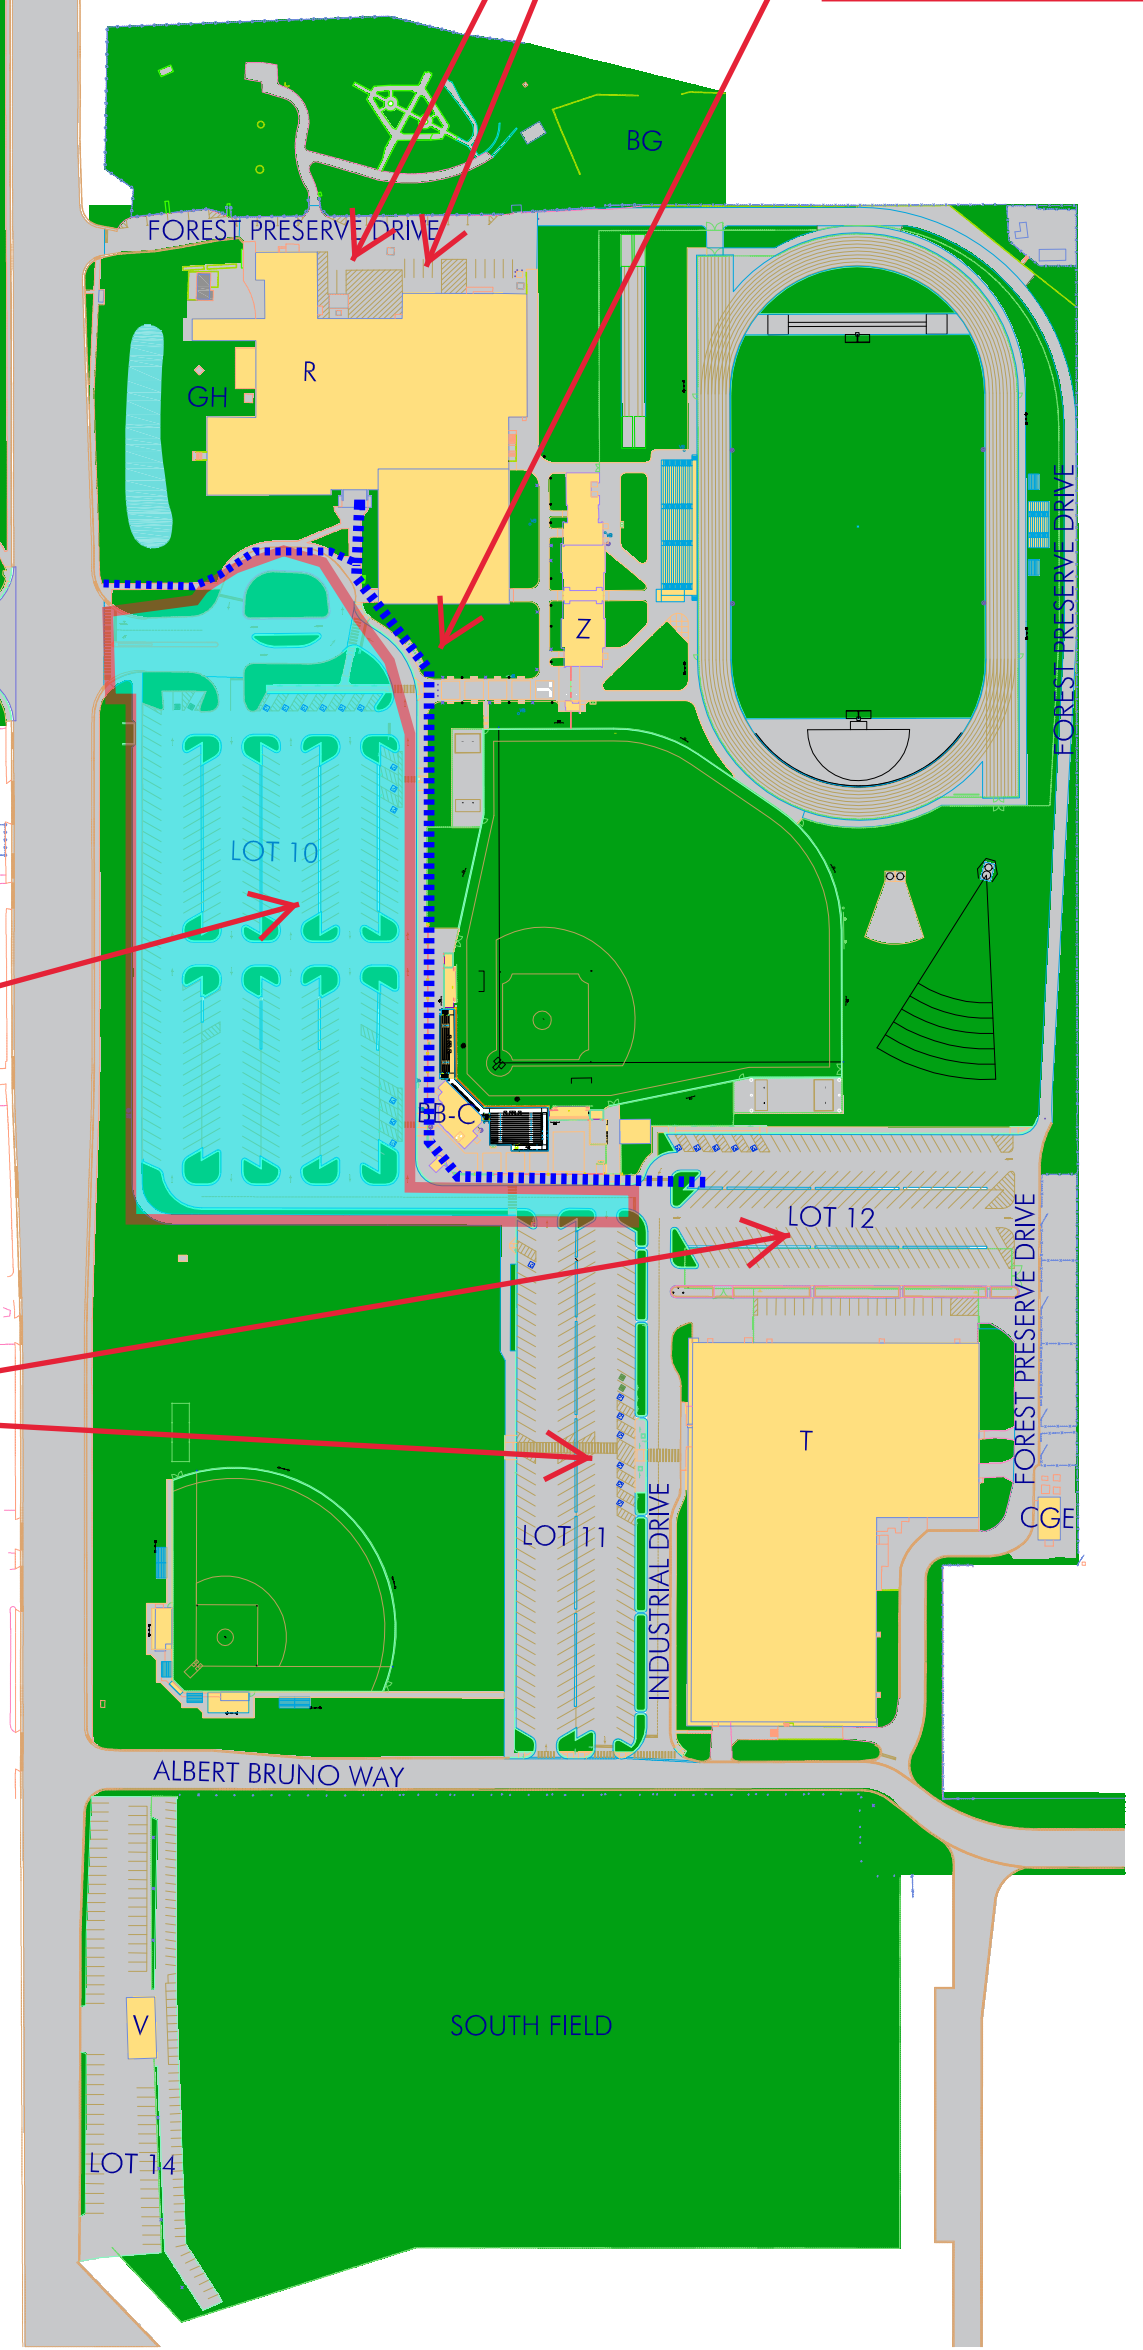 BG
FOREST PRESERVE DRIVE
R
GH
FOREST PRESERVE DRIVE
Z
LOT 10
BB-C
LOT 12
FOREST PRESERVE DRIVE
T
CGE
LOT 11
INDUSTRIAL DRIVE
ALBERT BRUNO WAY
V
SOUTH FIELD
LOT 14